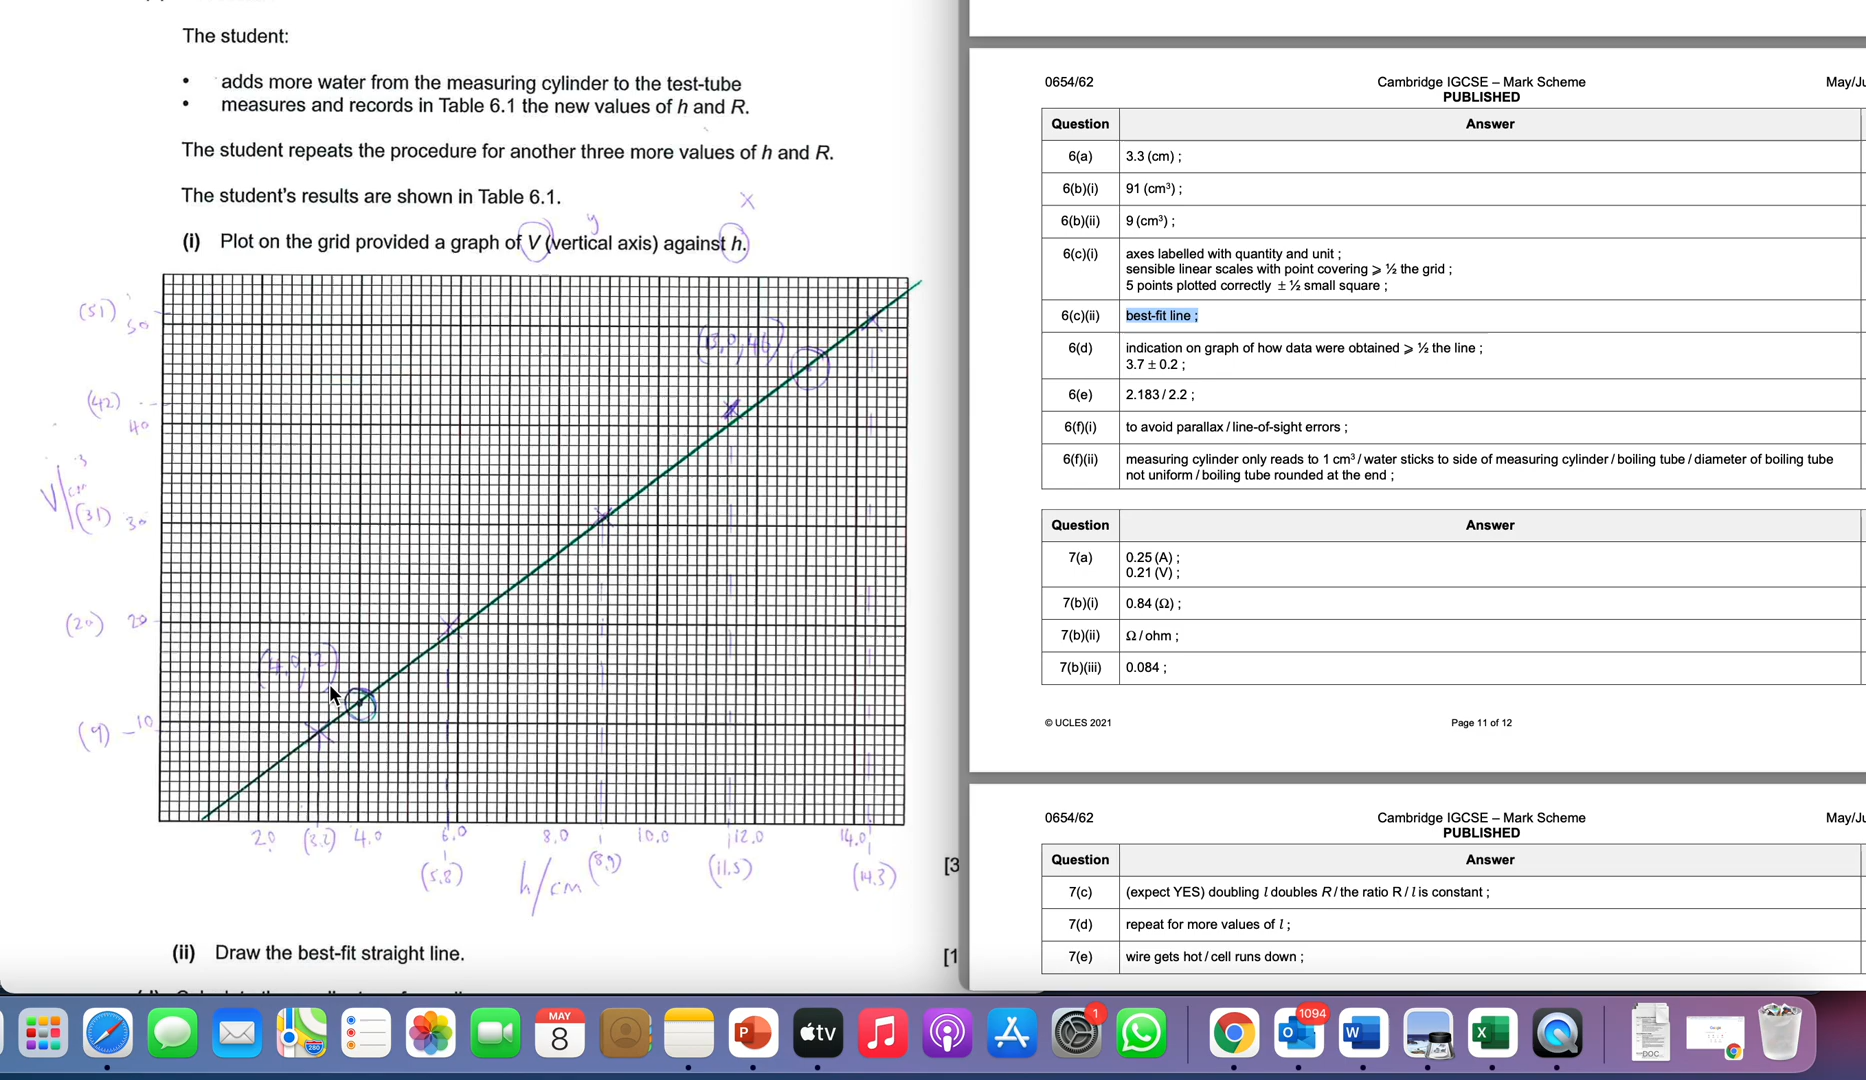 The student:
• adds more water from the measuring cylinder to the test-tube
• measures and records in Table 6.1 the new values of h and R.
The student repeats the procedure for another three more values of h and R.
The student's results are shown in Table 6.1.
x
y
(i) Plot on the grid provided a graph of V (vertical axis) against h.
(51) 50
(13.0, 46)
(42)
40
V/cm³
(31) 30
(20) 20
(4.0, 12)
(9) 10
2.0 (3.2) 4.0 6.0 8.0 10.0 12.0 14.0
(5.8) h/cm (8.9) (11.5) (14.3)
[3
(ii) Draw the best-fit straight line.
[1
0654/62 Cambridge IGCSE – Mark Scheme May/Ju
PUBLISHED
Question Answer
6(a) 3.3 (cm) ;
6(b)(i) 91 (cm³) ;
6(b)(ii) 9 (cm³) ;
6(c)(i) axes labelled with quantity and unit ;
sensible linear scales with point covering ⩾ ½ the grid ;
5 points plotted correctly ± ½ small square ;
6(c)(ii) best-fit line ;
6(d) indication on graph of how data were obtained ⩾ ½ the line ;
3.7 ± 0.2 ;
6(e) 2.183 / 2.2 ;
6(f)(i) to avoid parallax / line-of-sight errors ;
6(f)(ii) measuring cylinder only reads to 1 cm³ / water sticks to side of measuring cylinder / boiling tube / diameter of boiling tube
not uniform / boiling tube rounded at the end ;
Question Answer
7(a) 0.25 (A) ;
0.21 (V) ;
7(b)(i) 0.84 (Ω) ;
7(b)(ii) Ω / ohm ;
7(b)(iii) 0.084 ;
© UCLES 2021 Page 11 of 12
0654/62 Cambridge IGCSE – Mark Scheme May/Ju
PUBLISHED
Question Answer
7(c) (expect YES) doubling l doubles R / the ratio R / l is constant ;
7(d) repeat for more values of l ;
7(e) wire gets hot / cell runs down ;
280
MAY
8
P
tv
1
1094
O
W
X
DOC
Google